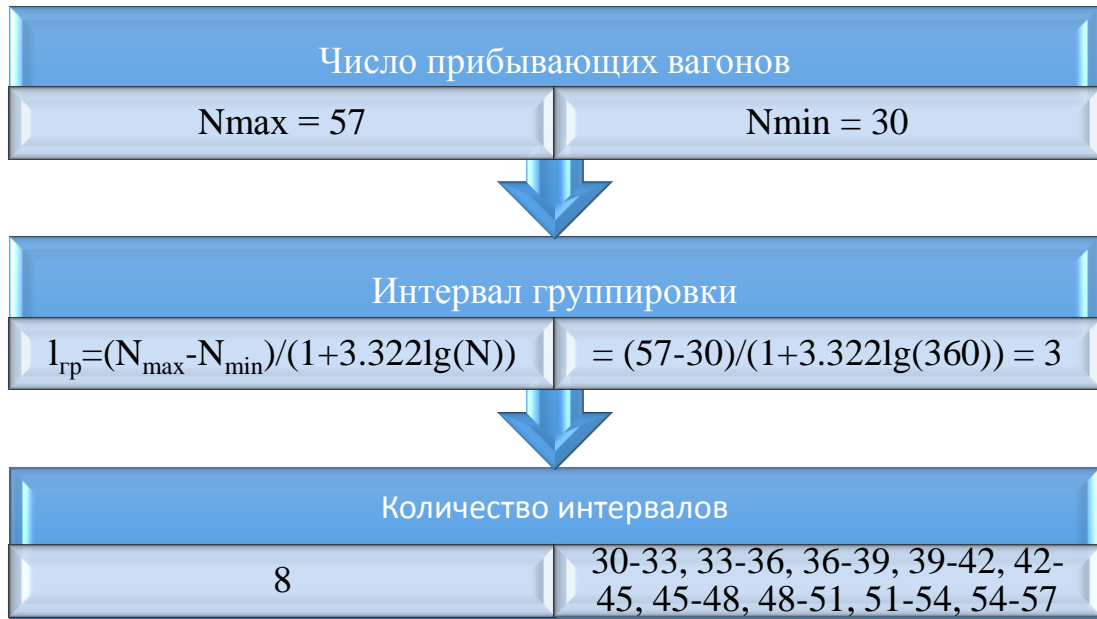 Число прибывающих вагонов
Nmax = 57
Nmin = 30
Интервал группировки
lгр=(Nmax-Nmin)/(1+3.322lg(N))
= (57-30)/(1+3.322lg(360)) = 3
Количество интервалов
8
30-33, 33-36, 36-39, 39-42, 42-
45, 45-48, 48-51, 51-54, 54-57